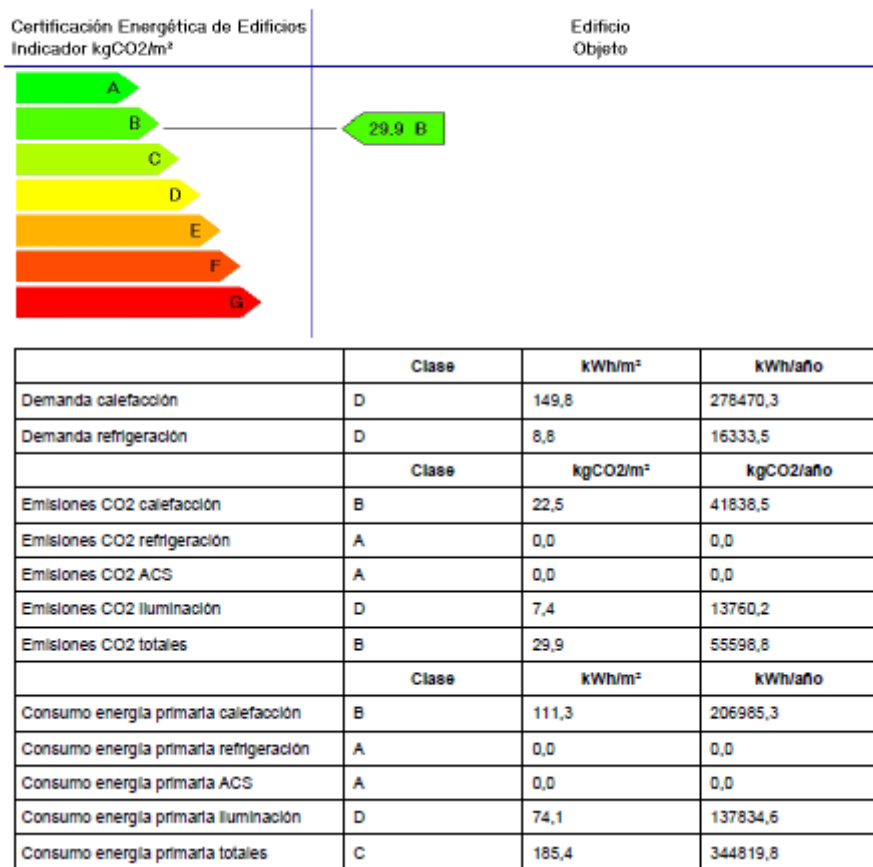 Certificación Energética de Edificios
Indicador kgCO2/m²
Edificio
Objeto
A
B
29.9 B
C
D
E
F
G
Clase kWh/m² kWh/año
Demanda calefacción D 149,8 278470,3
Demanda refrigeración D 8,8 16333,5
Clase kgCO2/m² kgCO2/año
Emisiones CO2 calefacción B 22,5 41838,5
Emisiones CO2 refrigeración A 0,0 0,0
Emisiones CO2 ACS A 0,0 0,0
Emisiones CO2 iluminación D 7,4 13760,2
Emisiones CO2 totales B 29,9 55598,8
Clase kWh/m² kWh/año
Consumo energía primaria calefacción B 111,3 206985,3
Consumo energía primaria refrigeración A 0,0 0,0
Consumo energía primaria ACS A 0,0 0,0
Consumo energía primaria iluminación D 74,1 137834,6
Consumo energía primaria totales C 185,4 344819,8